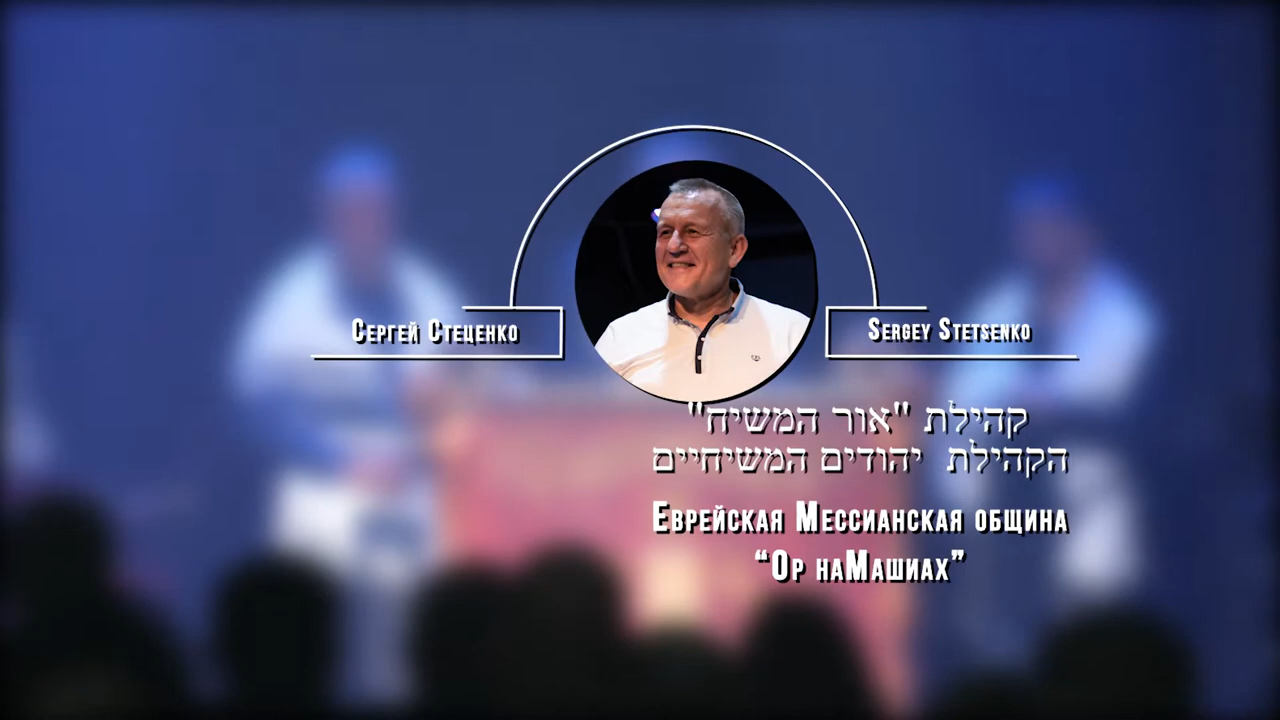 Сергей Стеценко
Sergey Stetsenko
קהילת "אור המשיח"
הקהילת יהודים המשיחיים
Еврейская Мессианская община
“Ор наМашиах”